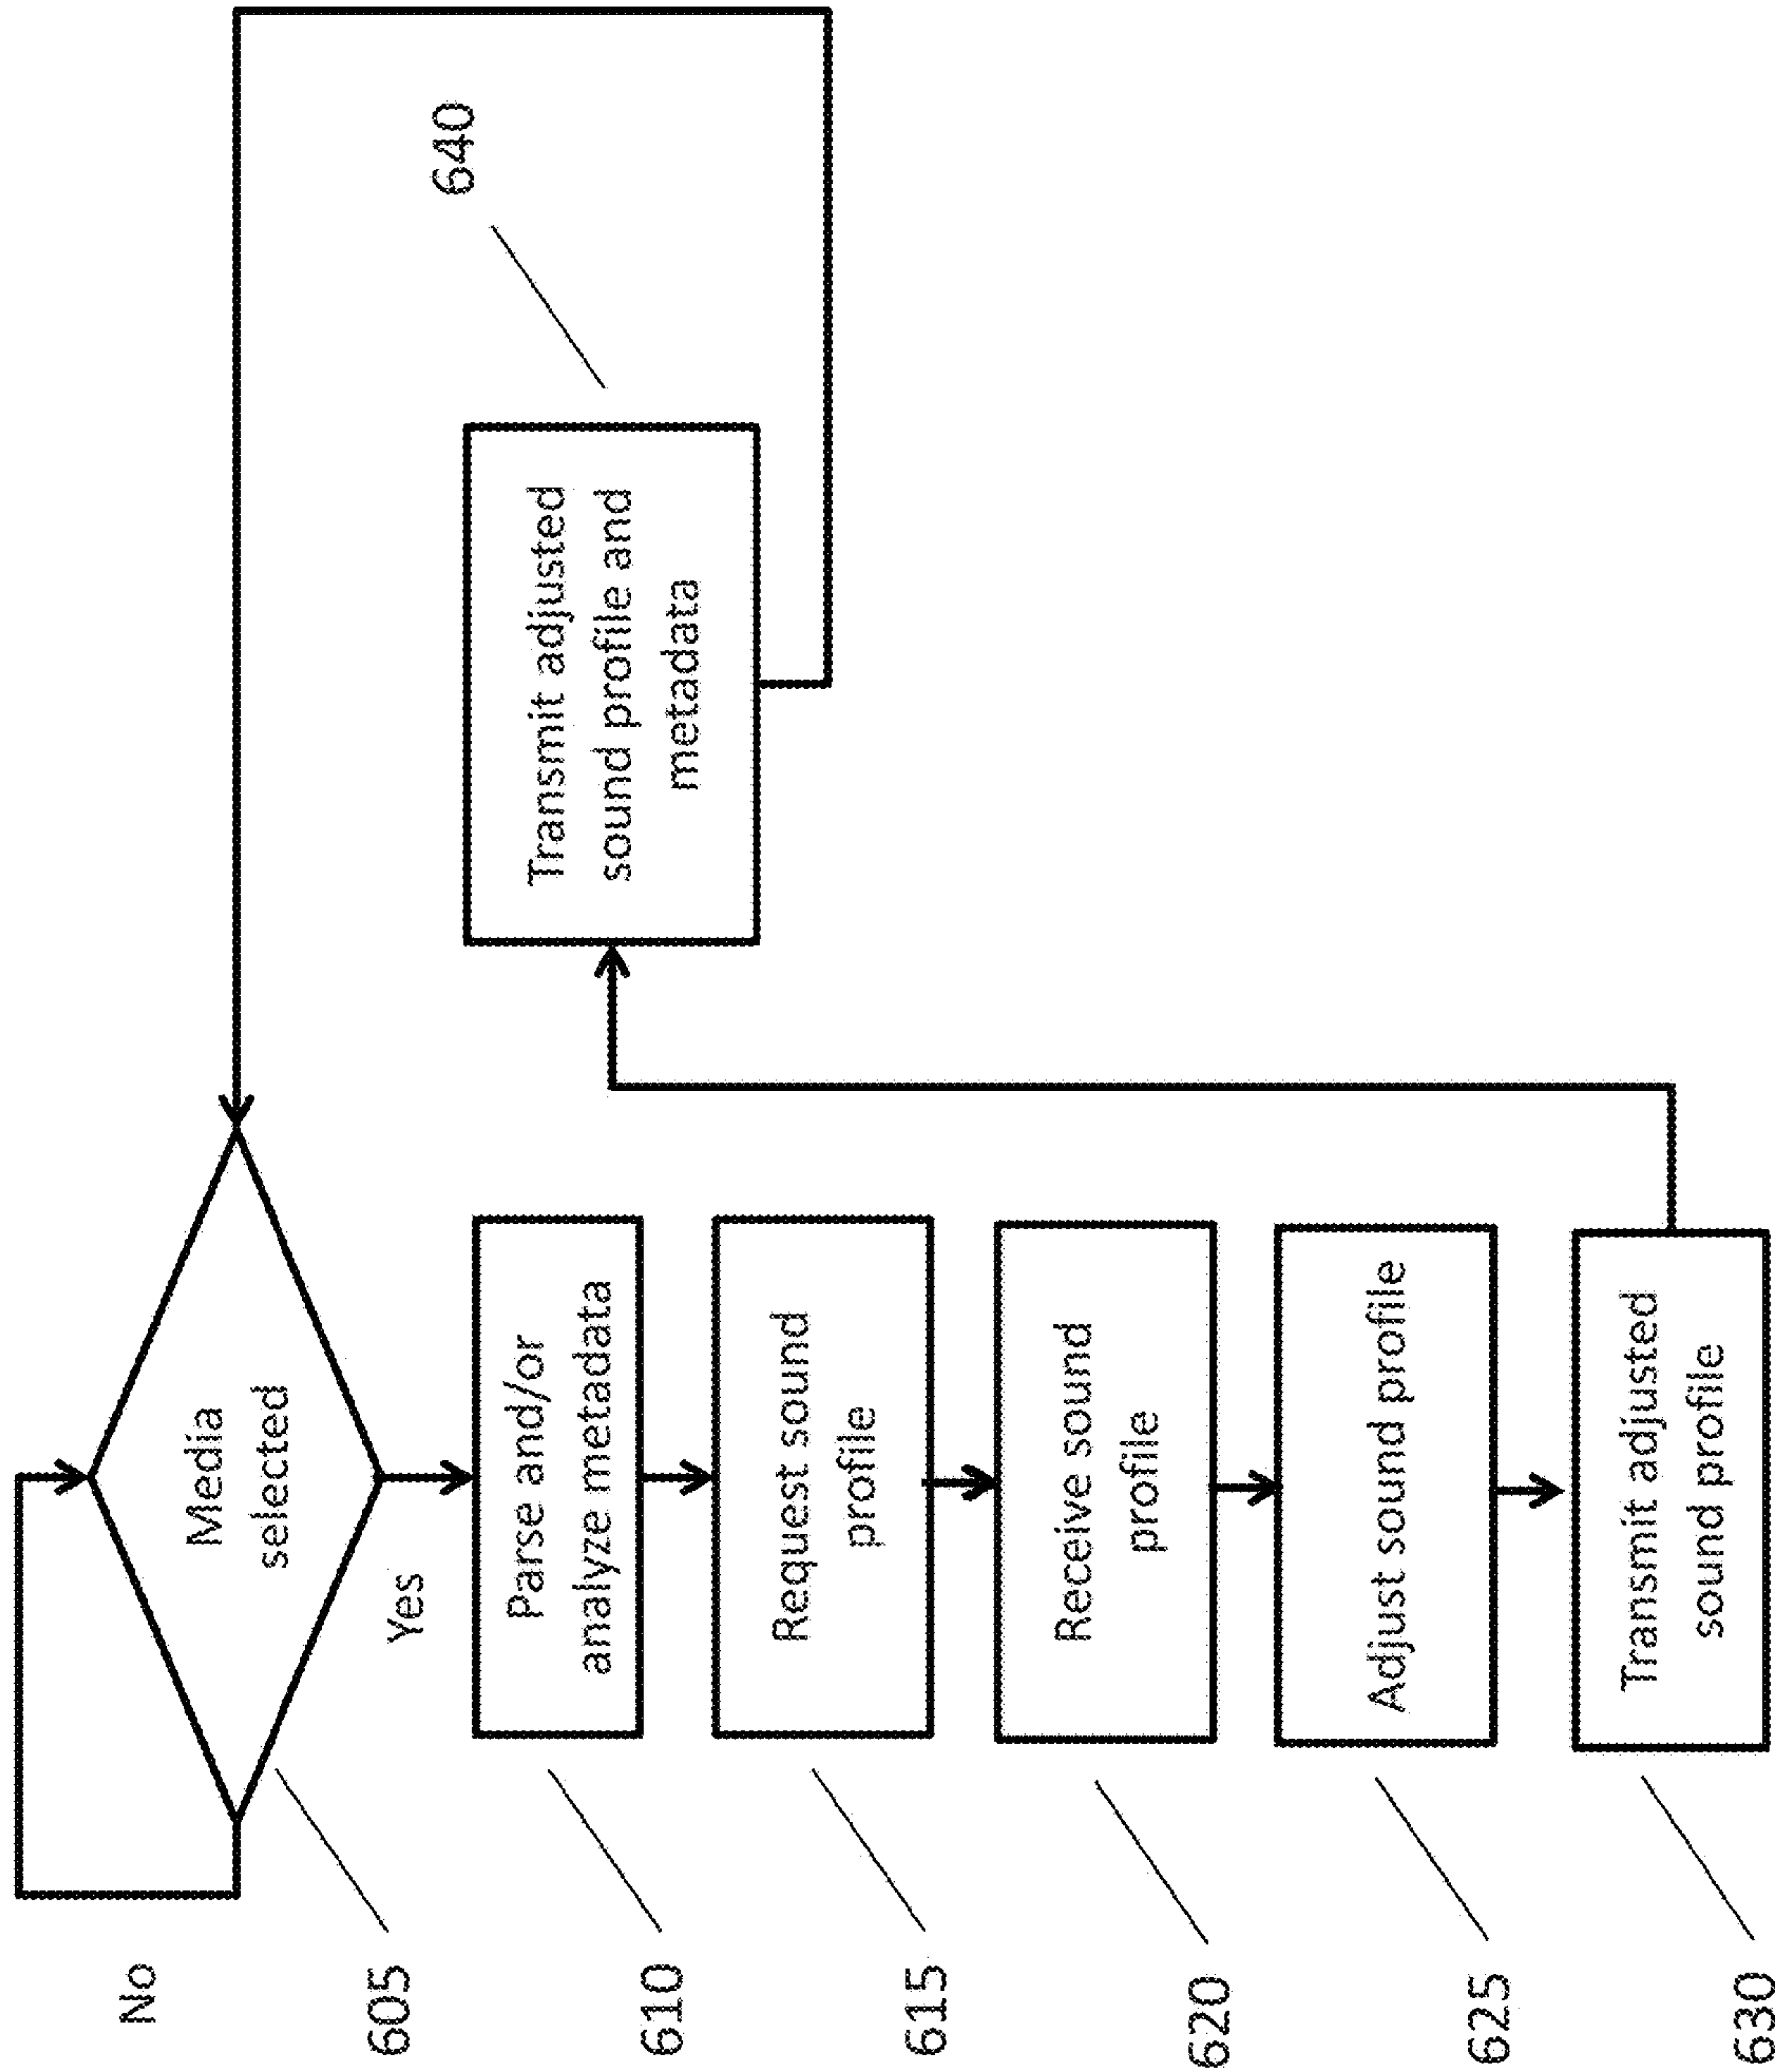 No
Media
selected
605
Yes
Parse and/or
analyze metadata
610
Request sound
profile
615
Receive sound
profile
620
Adjust sound profile
625
Transmit adjusted
sound profile
630
Transmit adjusted
sound profile and
metadata
640